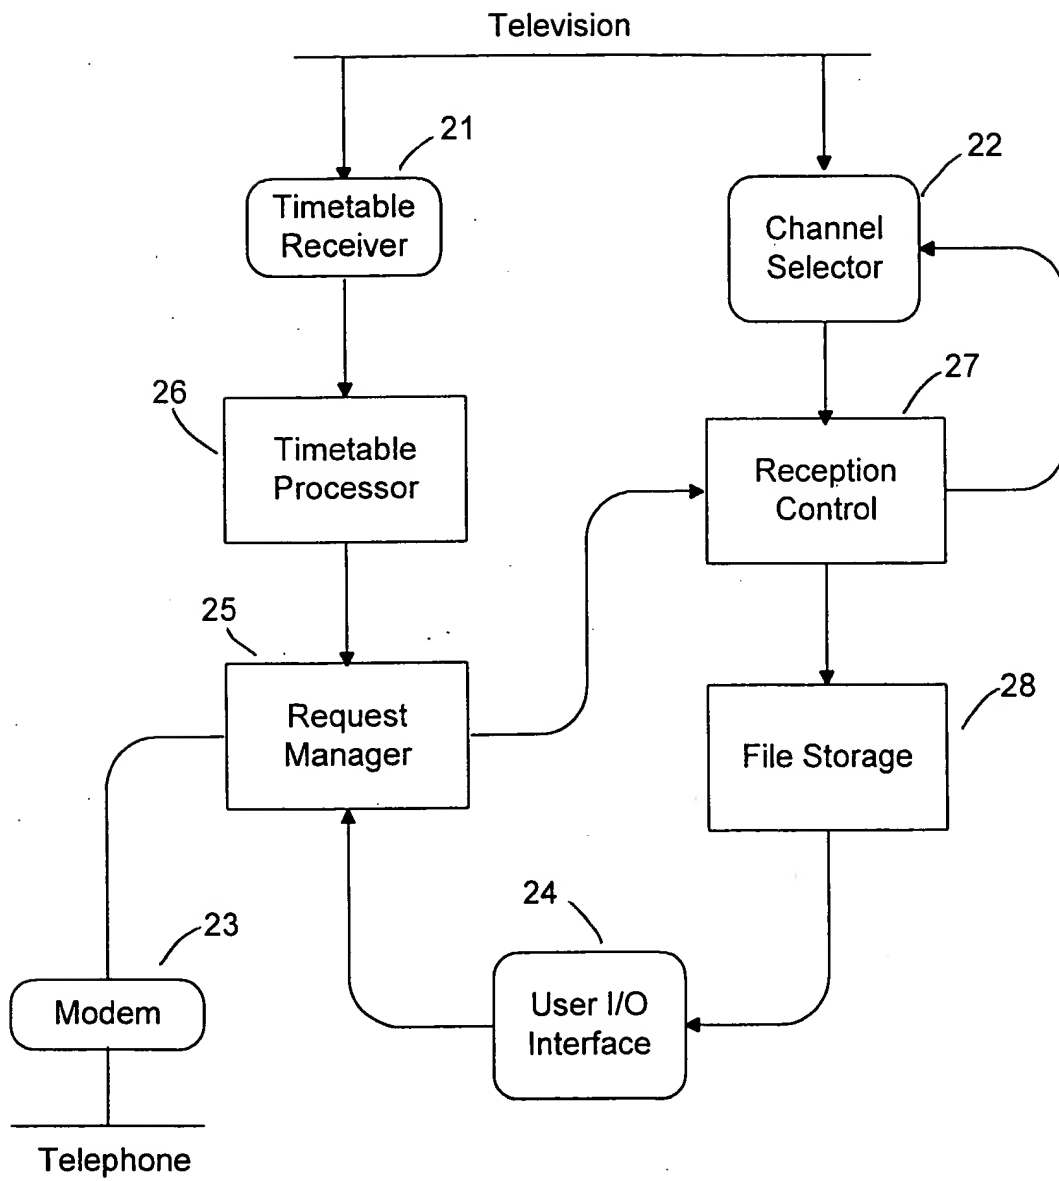 Television
21
22
Timetable
Receiver
Channel
Selector
26
27
Timetable
Processor
Reception
Control
25
28
Request
Manager
File Storage
24
23
User I/O
Interface
Modem
Telephone